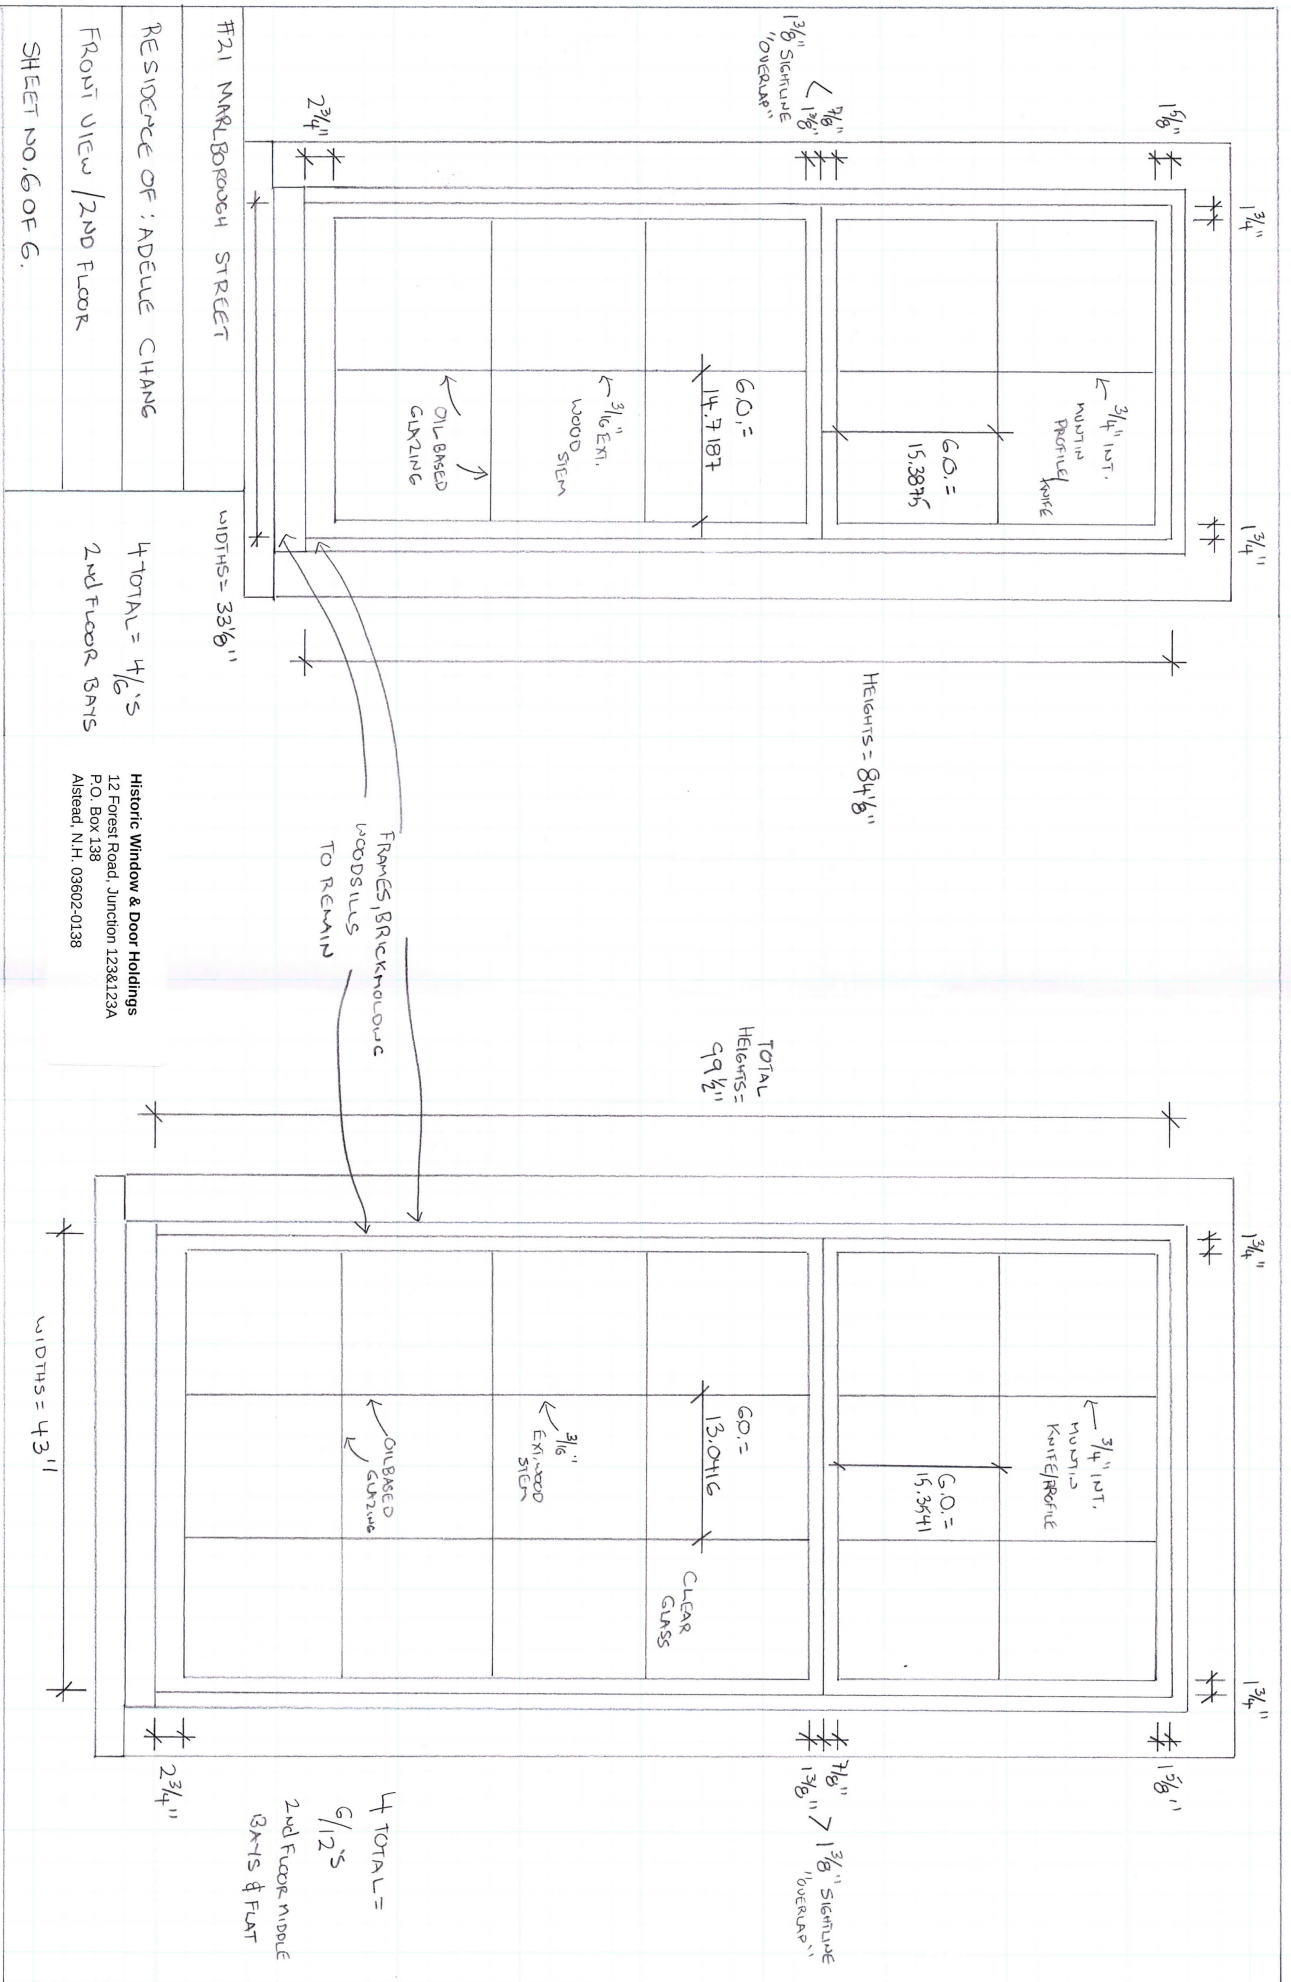 1 3/4"
1 3/4"
1 5/8"
7/8"
1 3/8"
1 3/8" SIGHTLINE
"OVERLAP"
2 3/4"
3/4" INT.
MUNTIN
PROFILE/
KNIFE
G.O.=
15.3875
G.O.=
14.7187
3/16" EXT.
WOOD
STEM
OIL BASED
GLAZING
HEIGHTS = 84 1/8"
WIDTHS = 33 1/8"
FRAMES, BRICKMOLDING
WOODSILLS
TO REMAIN
TOTAL
HEIGHTS =
99 1/2"
1 3/4"
1 3/4"
1 5/8"
7/8"
1 3/8"
1 3/8" SIGHTLINE
"OVERLAP"
2 3/4"
3/4" INT.
MUNTIN
KNIFE/PROFILE
G.O.=
15.3541
G.O.=
13.0416
CLEAR
GLASS
3/16"
EXT. WOOD
STEM
OIL BASED
GLAZING
WIDTHS = 43"
4 TOTAL =
6/12'S
2nd FLOOR MIDDLE
BAYS & FLAT
#21 MARLBOROUGH STREET
RESIDENCE OF: ADELLE CHANG
FRONT VIEW / 2ND FLOOR
SHEET NO. 6 OF 6.
4 TOTAL = 4/6'S
2nd FLOOR BAYS
Historic Window & Door Holdings
12 Forest Road, Junction 123&123A
P.O. Box 138
Alstead, N.H. 03602-0138